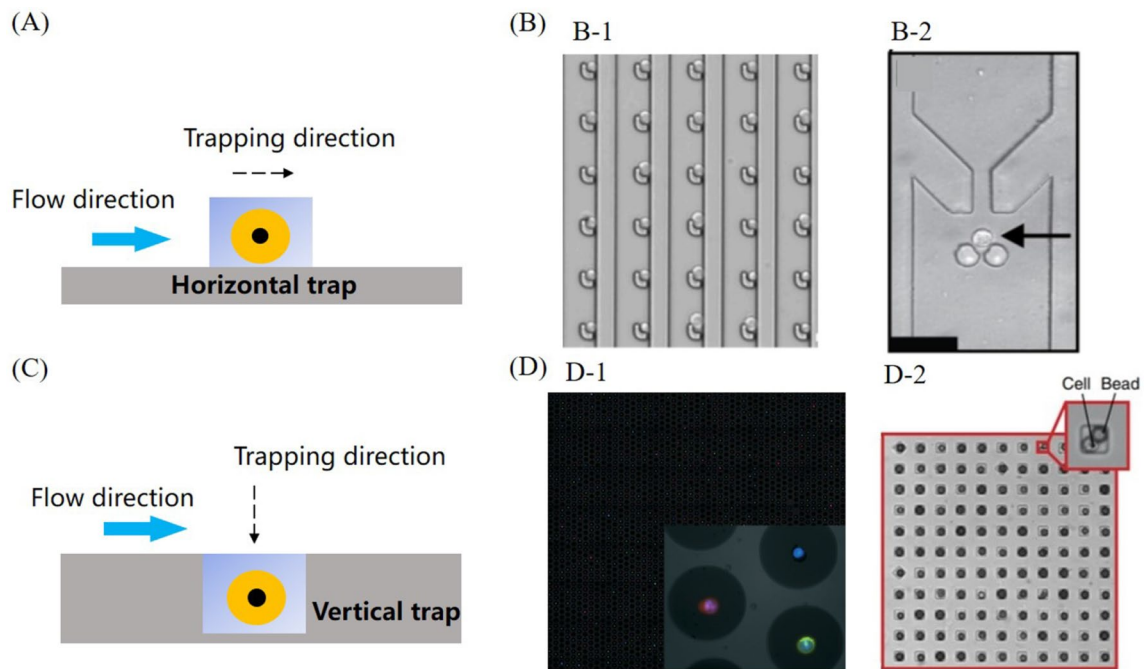 (A)
Trapping direction
Flow direction
Horizontal trap
(B)
B-1
B-2
(C)
Trapping direction
Flow direction
Vertical trap
(D)
D-1
D-2
Cell Bead